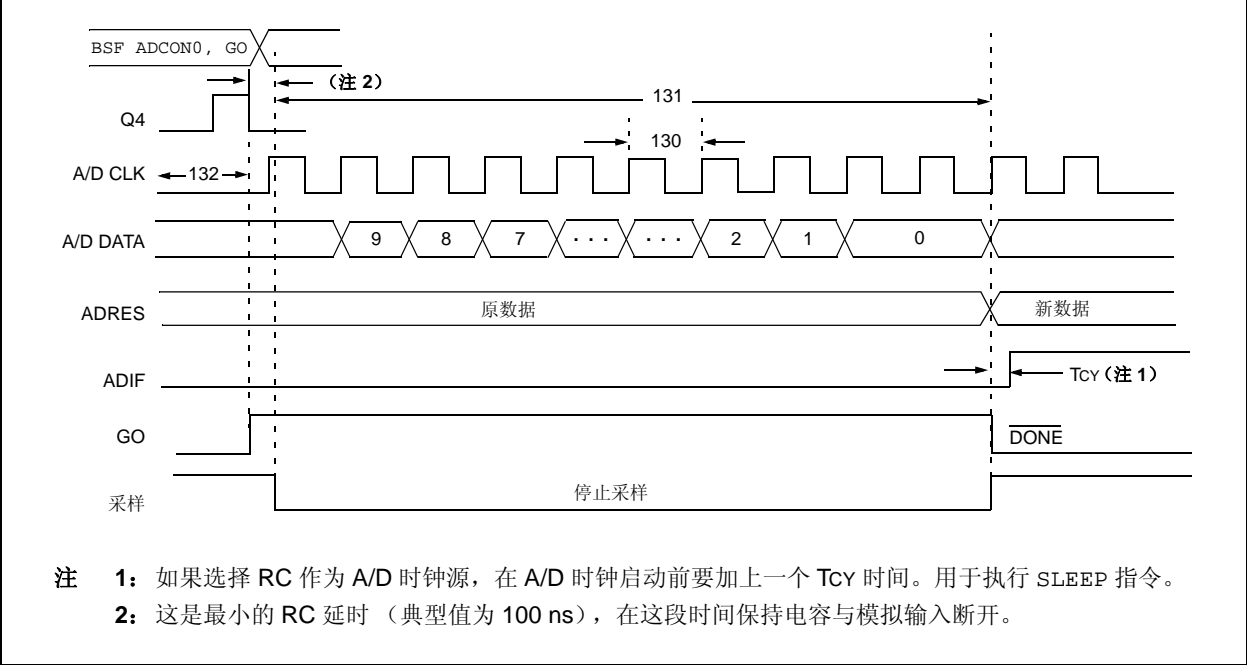 BSF ADCON0, GO
（注 2）
131
Q4
130
A/D CLK
132
A/D DATA
9 8 7 · · · · · · 2 1 0
ADRES
原数据
新数据
ADIF
TCY（注 1）
GO
DONE
采样
停止采样
注 1： 如果选择 RC 作为 A/D 时钟源，在 A/D 时钟启动前要加上一个 TCY 时间。用于执行 SLEEP 指令。
2： 这是最小的 RC 延时 （典型值为 100 ns），在这段时间保持电容与模拟输入断开。